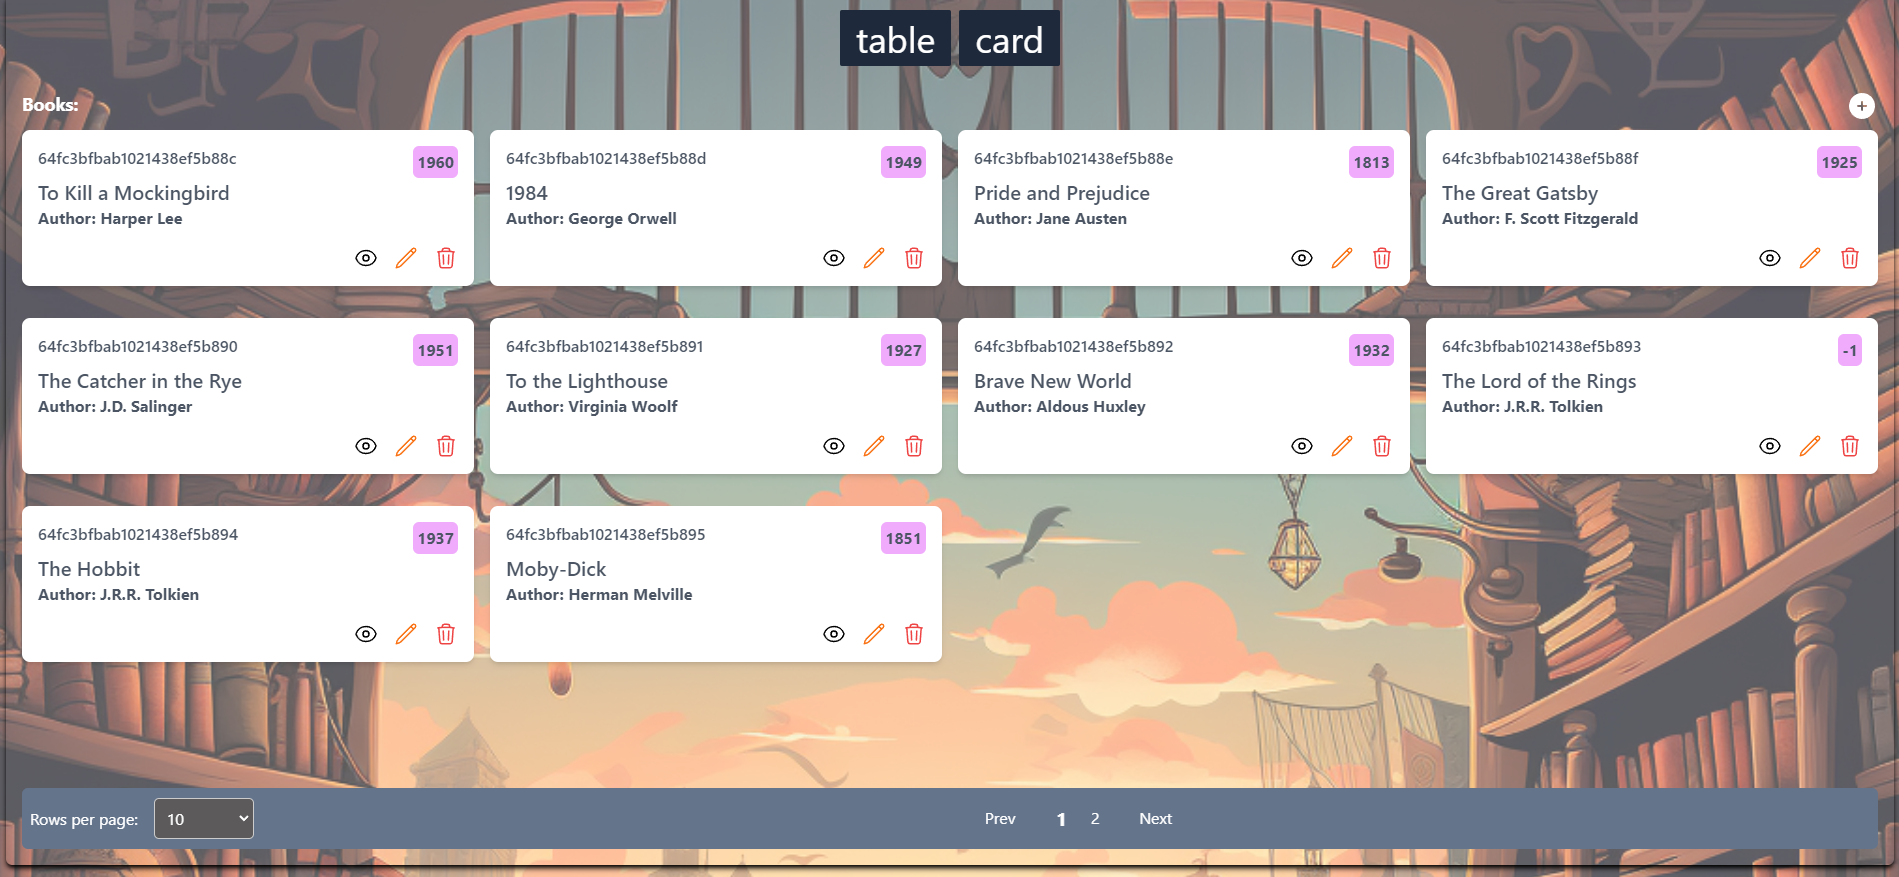 table card
Books:
+
64fc3bfbab1021438ef5b88c 1960
To Kill a Mockingbird
Author: Harper Lee
64fc3bfbab1021438ef5b88d 1949
1984
Author: George Orwell
64fc3bfbab1021438ef5b88e 1813
Pride and Prejudice
Author: Jane Austen
64fc3bfbab1021438ef5b88f 1925
The Great Gatsby
Author: F. Scott Fitzgerald
64fc3bfbab1021438ef5b890 1951
The Catcher in the Rye
Author: J.D. Salinger
64fc3bfbab1021438ef5b891 1927
To the Lighthouse
Author: Virginia Woolf
64fc3bfbab1021438ef5b892 1932
Brave New World
Author: Aldous Huxley
64fc3bfbab1021438ef5b893 -1
The Lord of the Rings
Author: J.R.R. Tolkien
64fc3bfbab1021438ef5b894 1937
The Hobbit
Author: J.R.R. Tolkien
64fc3bfbab1021438ef5b895 1851
Moby-Dick
Author: Herman Melville
Rows per page: 10 Prev 1 2 Next